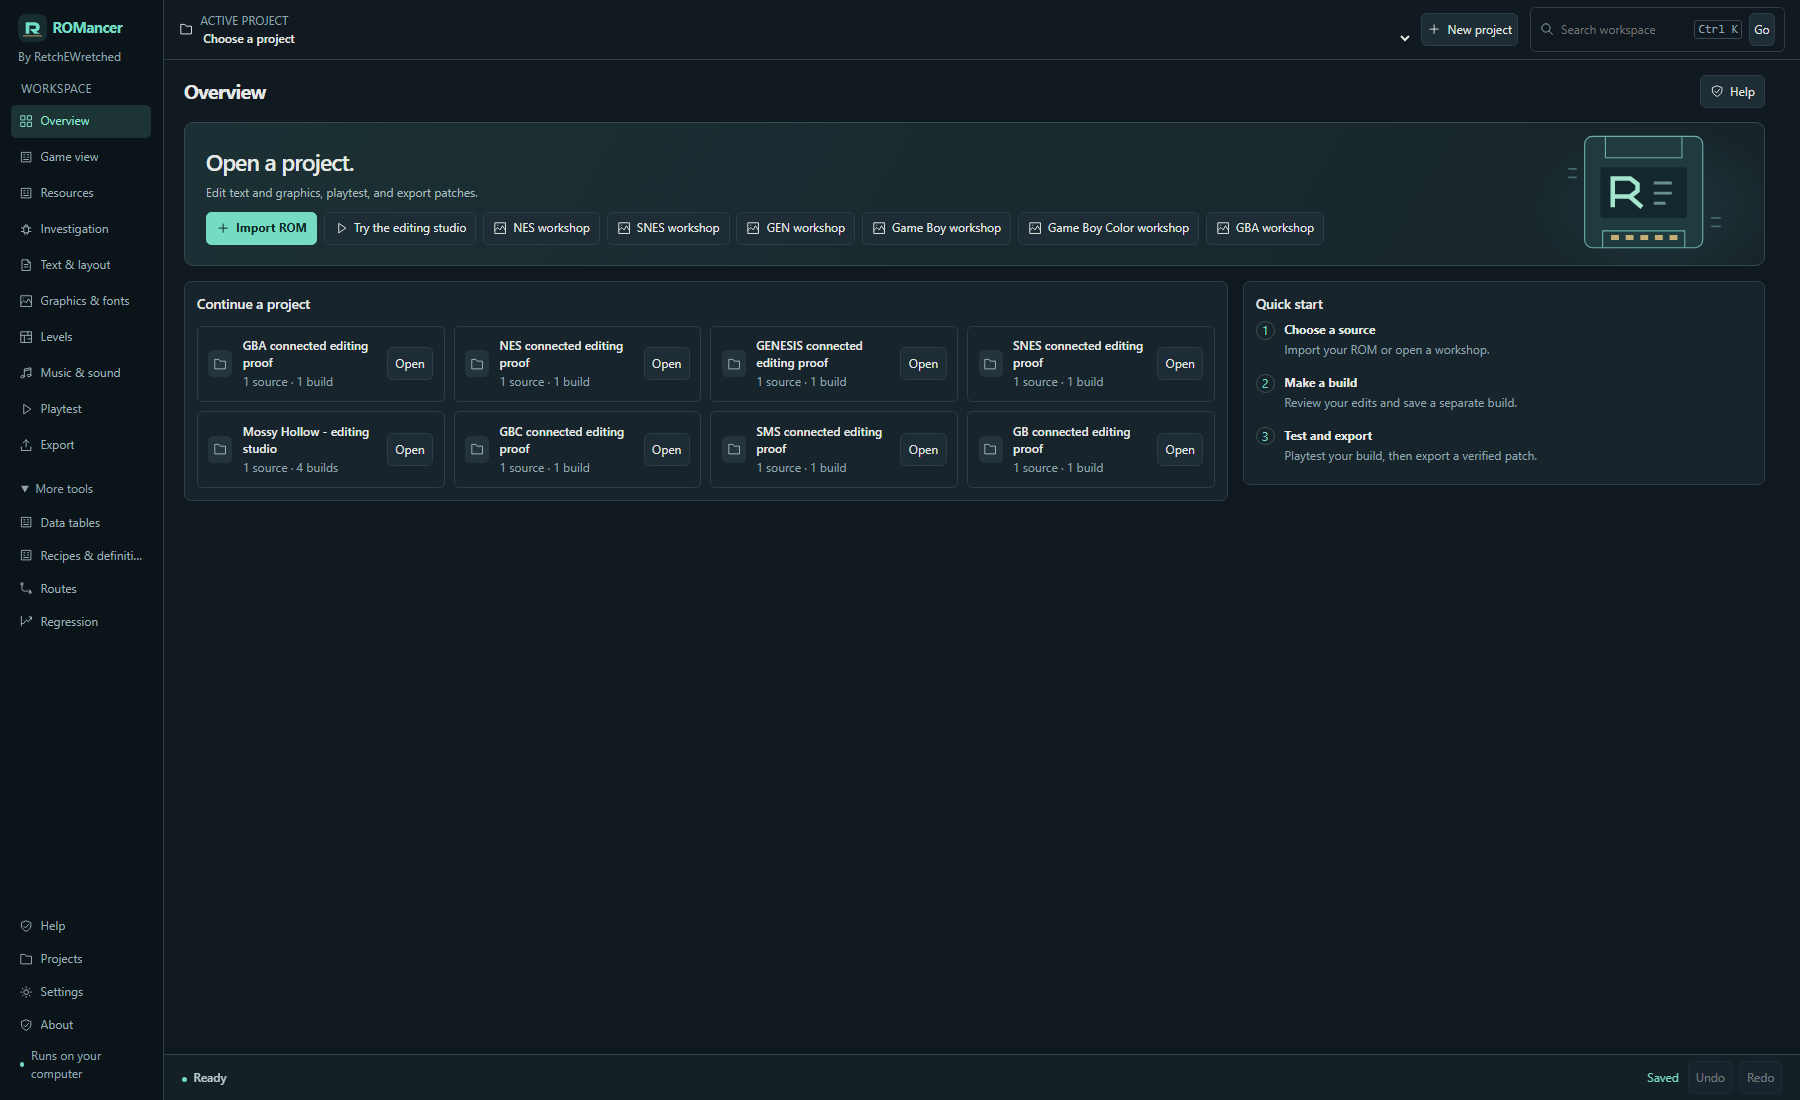 ROMancer
By RetchEWretched
WORKSPACE
Overview
Game view
Resources
Investigation
Text & layout
Graphics & fonts
Levels
Music & sound
Playtest
Export
More tools
Data tables
Recipes & definiti...
Routes
Regression
Help
Projects
Settings
About
Runs on your
computer
ACTIVE PROJECT
Choose a project
New project
Search workspace
Ctrl K
Go
Overview
Help
Open a project.
Edit text and graphics, playtest, and export patches.
Import ROM
Try the editing studio
NES workshop
SNES workshop
GEN workshop
Game Boy workshop
Game Boy Color workshop
GBA workshop
R
Continue a project
GBA connected editing
proof
1 source · 1 build
Open
NES connected editing
proof
1 source · 1 build
Open
GENESIS connected
editing proof
1 source · 1 build
Open
SNES connected editing
proof
1 source · 1 build
Open
Mossy Hollow - editing
studio
1 source · 4 builds
Open
GBC connected editing
proof
1 source · 1 build
Open
SMS connected editing
proof
1 source · 1 build
Open
GB connected editing
proof
1 source · 1 build
Open
Quick start
1 Choose a source
Import your ROM or open a workshop.
2 Make a build
Review your edits and save a separate build.
3 Test and export
Playtest your build, then export a verified patch.
Ready
Saved
Undo
Redo